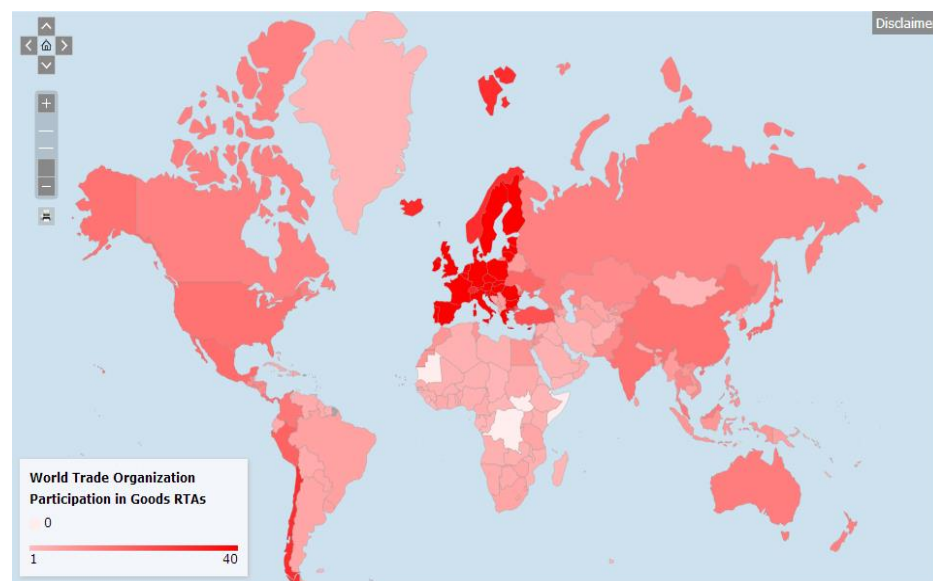 Disclaime
World Trade Organization
Participation in Goods RTAs
0
1 40